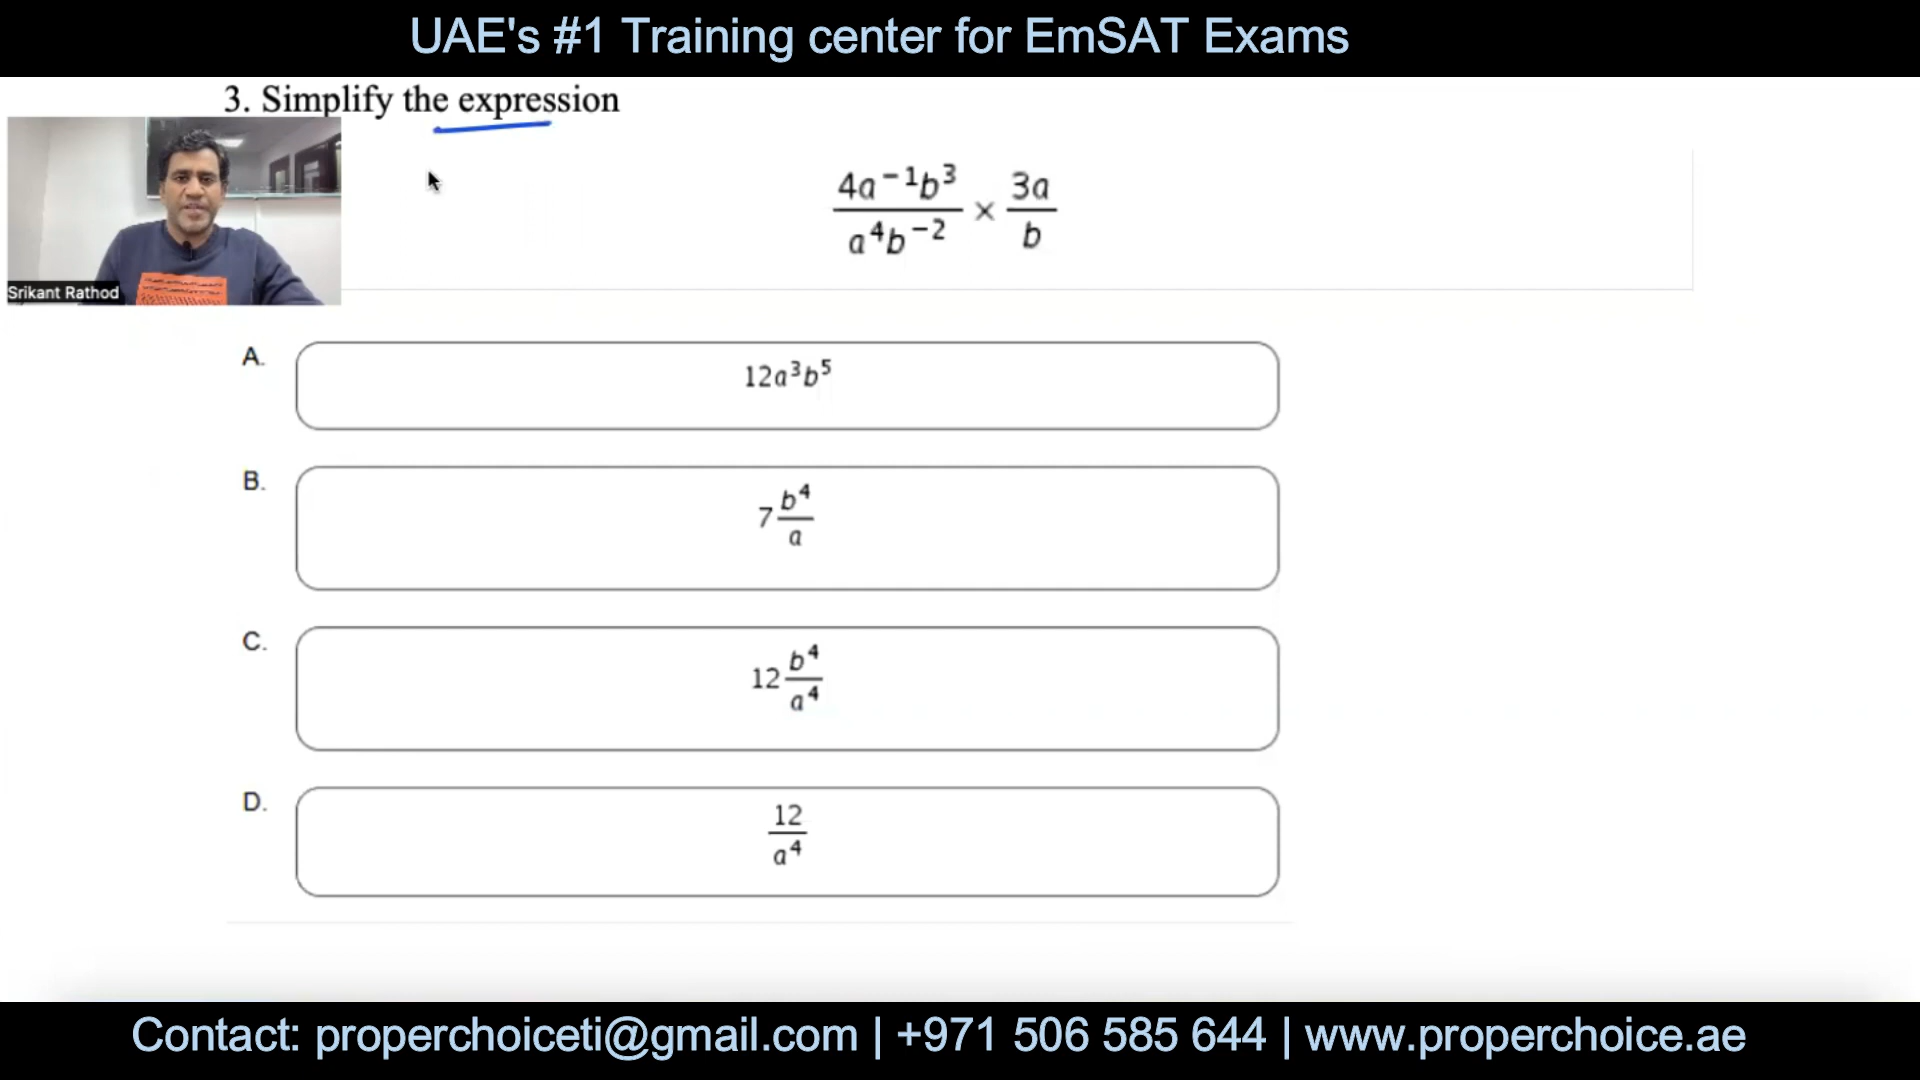 UAE's #1 Training center for EmSAT Exams
3. Simplify the expression
4a⁻¹b³ / a⁴b⁻² × 3a / b
Srikant Rathod
A. 12a³b⁵
B. 7 b⁴/a
C. 12 b⁴/a⁴
D. 12/a⁴
Contact: properchoiceti@gmail.com | +971 506 585 644 | www.properchoice.ae